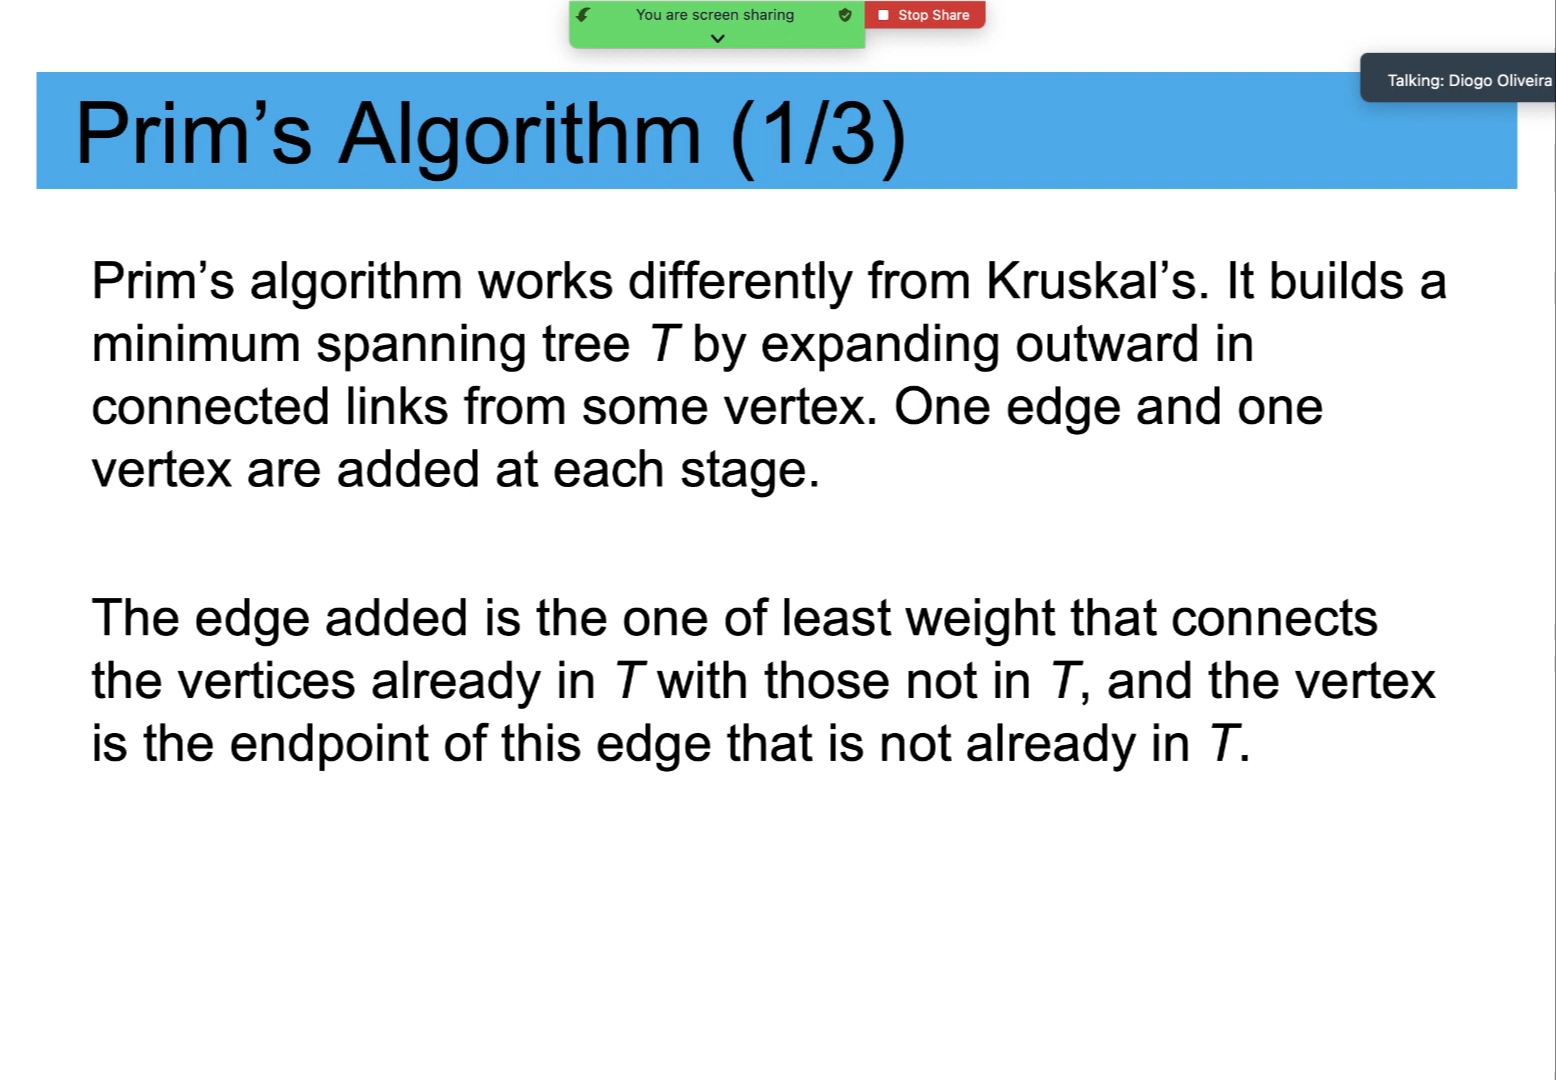 You are screen sharing
Stop Share
Talking: Diogo Oliveira
Prim’s Algorithm (1/3)
Prim’s algorithm works differently from Kruskal’s. It builds a
minimum spanning tree T by expanding outward in
connected links from some vertex. One edge and one
vertex are added at each stage.
The edge added is the one of least weight that connects
the vertices already in T with those not in T, and the vertex
is the endpoint of this edge that is not already in T.